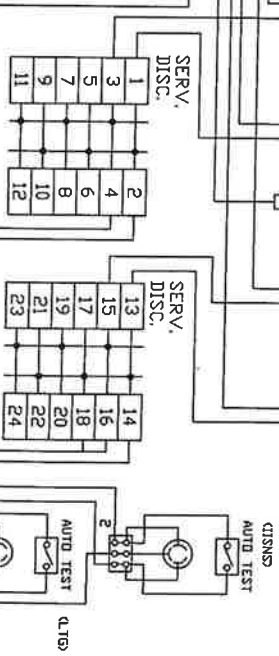 SERV.
DISC.
1 2
3 4
5 6
7 8
9 10
11 12
SERV.
DISC.
13 14
15 16
17 18
19 20
21 22
23 24
(ISNS)
AUTO TEST
2
(LTG)
AUTO TEST